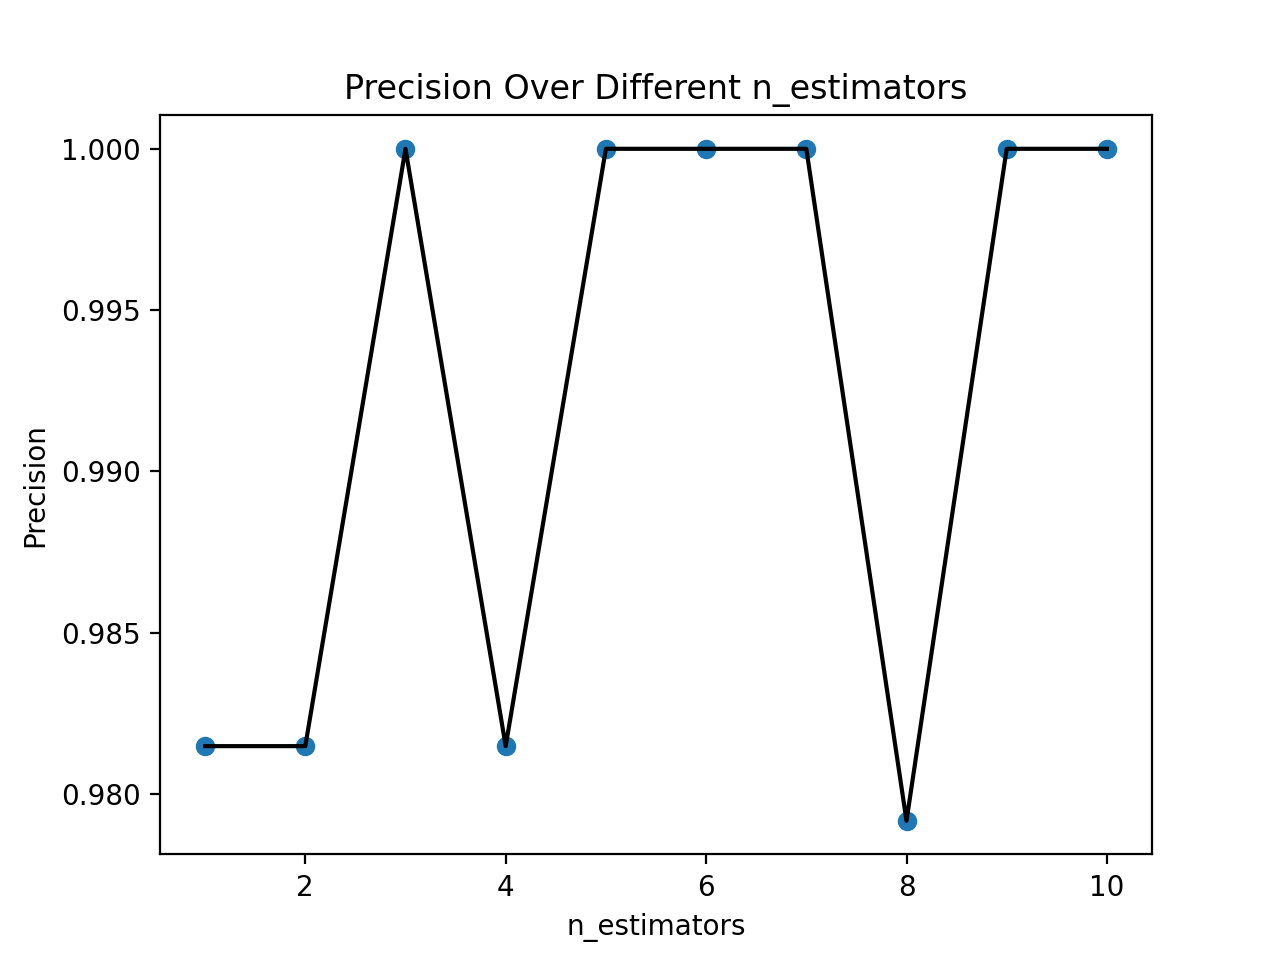 Precision Over Different n_estimators
1.000
0.995
0.990
0.985
0.980
Precision
2 4 6 8 10
n_estimators